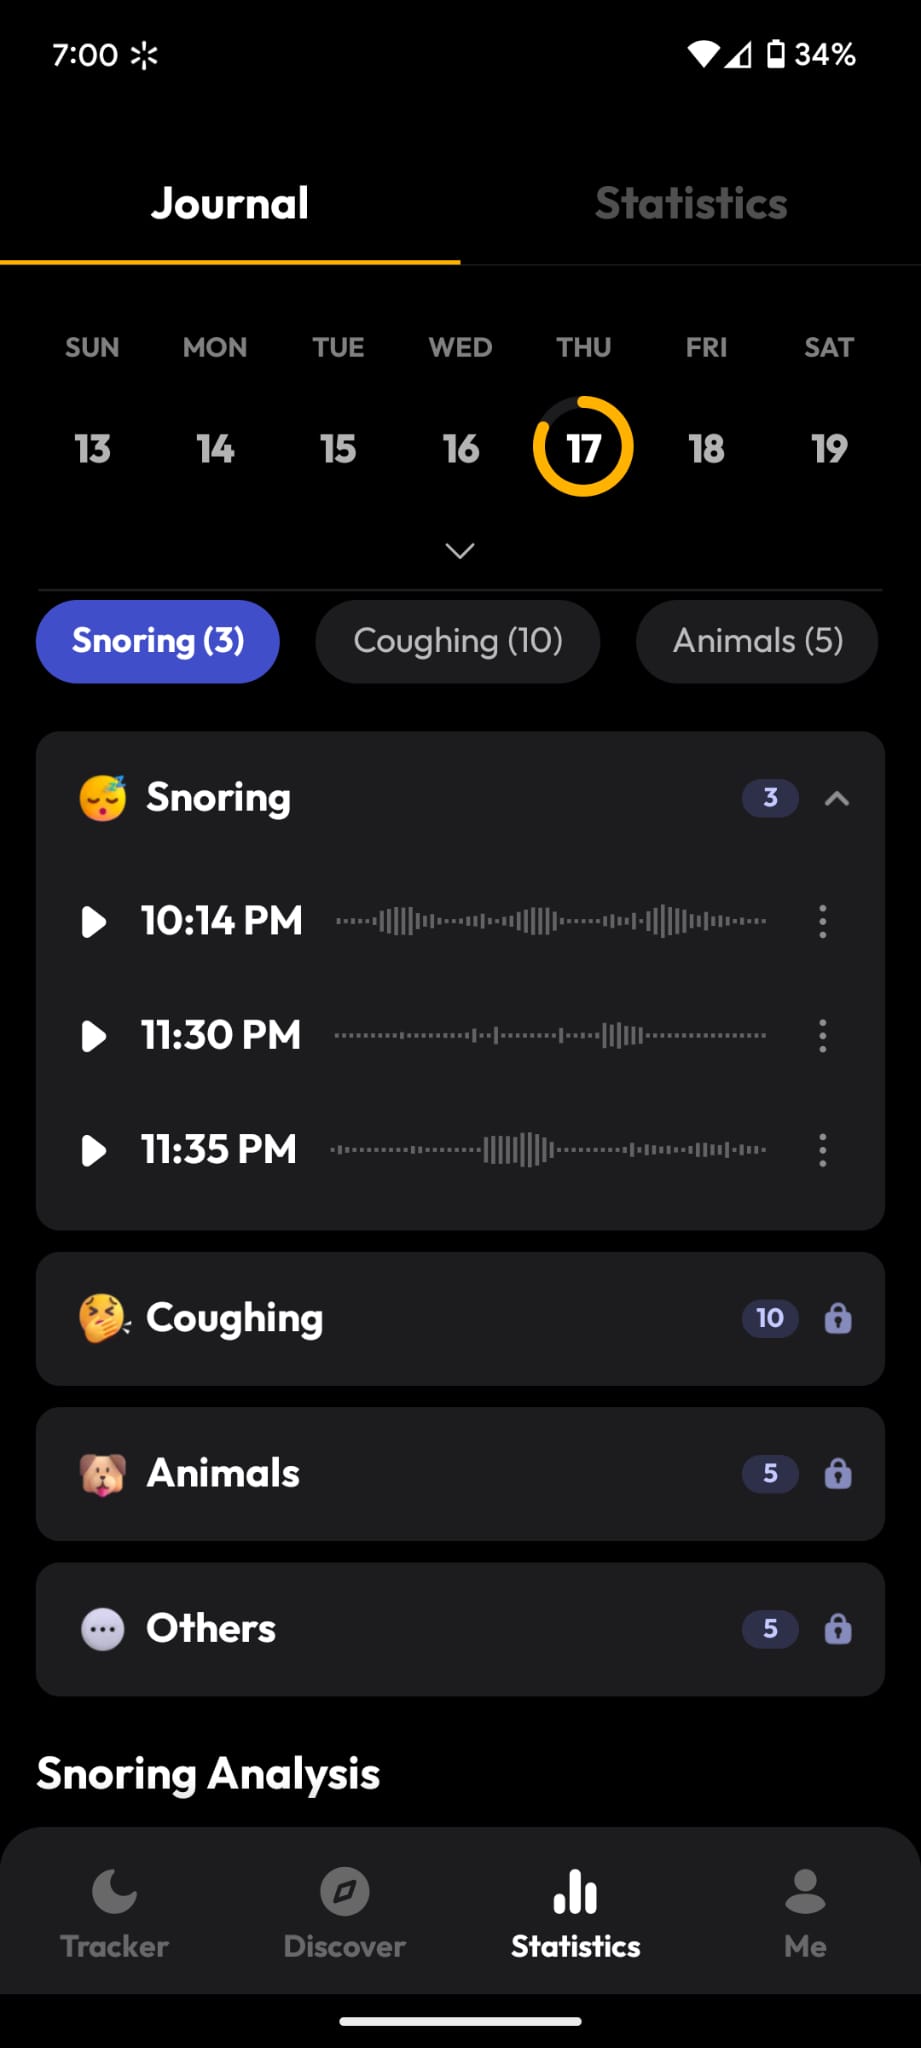 7:00 34%
Journal Statistics
SUN MON TUE WED THU FRI SAT
13 14 15 16 17 18 19
Snoring (3) Coughing (10) Animals (5)
Snoring 3
10:14 PM
11:30 PM
11:35 PM
Coughing 10
Animals 5
Others 5
Snoring Analysis
Tracker Discover Statistics Me